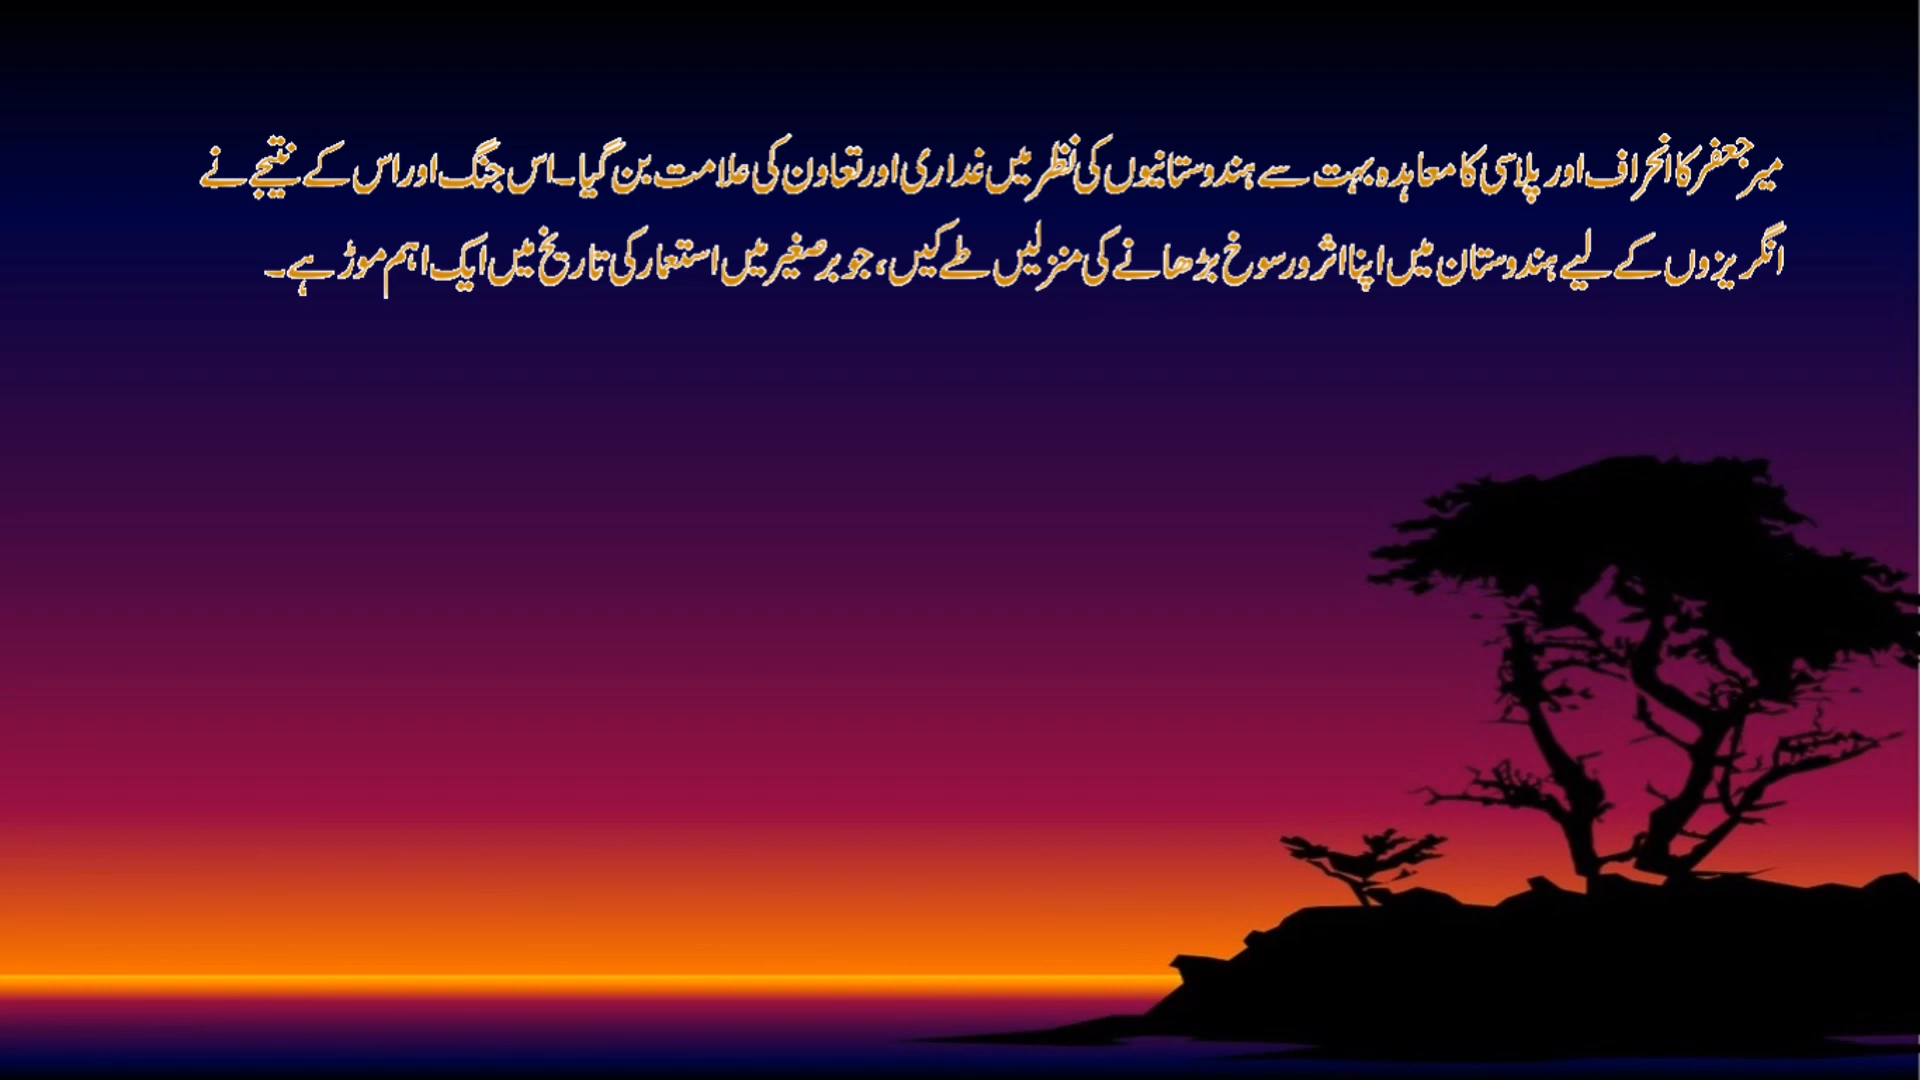 میر جعفر کا انحراف اور پلاسی کا معاہدہ بہت سے ہندوستانیوں کی نظر میں غداری اور تعاون کی علامت بن گیا۔ اس جنگ اور اس کے نتیجے نے
انگریزوں کے لیے ہندوستان میں اپنا اثر و رسوخ بڑھانے کی منزلیں طے کیں، جو برصغیر میں استعمار کی تاریخ میں ایک اہم موڑ ہے۔